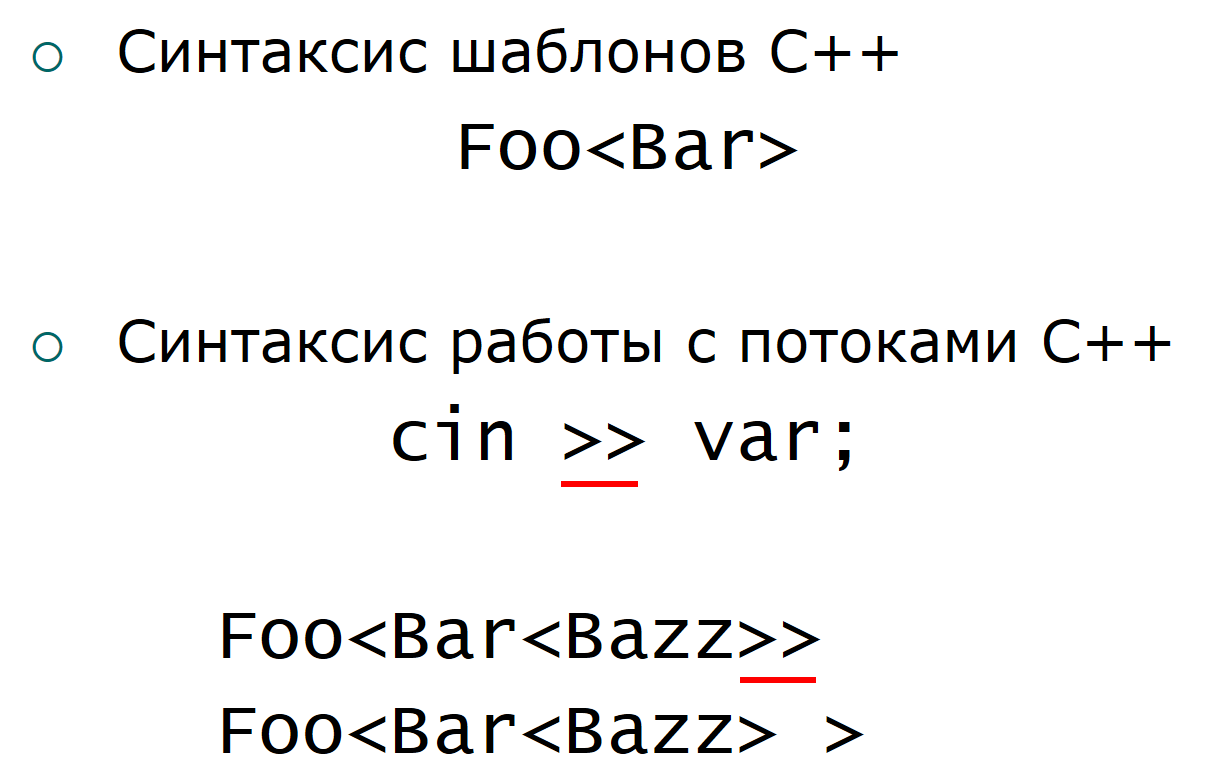 Синтаксис шаблонов C++
Foo<Bar>
Синтаксис работы с потоками C++
cin >> var;
Foo<Bar<Bazz>>
Foo<Bar<Bazz> >